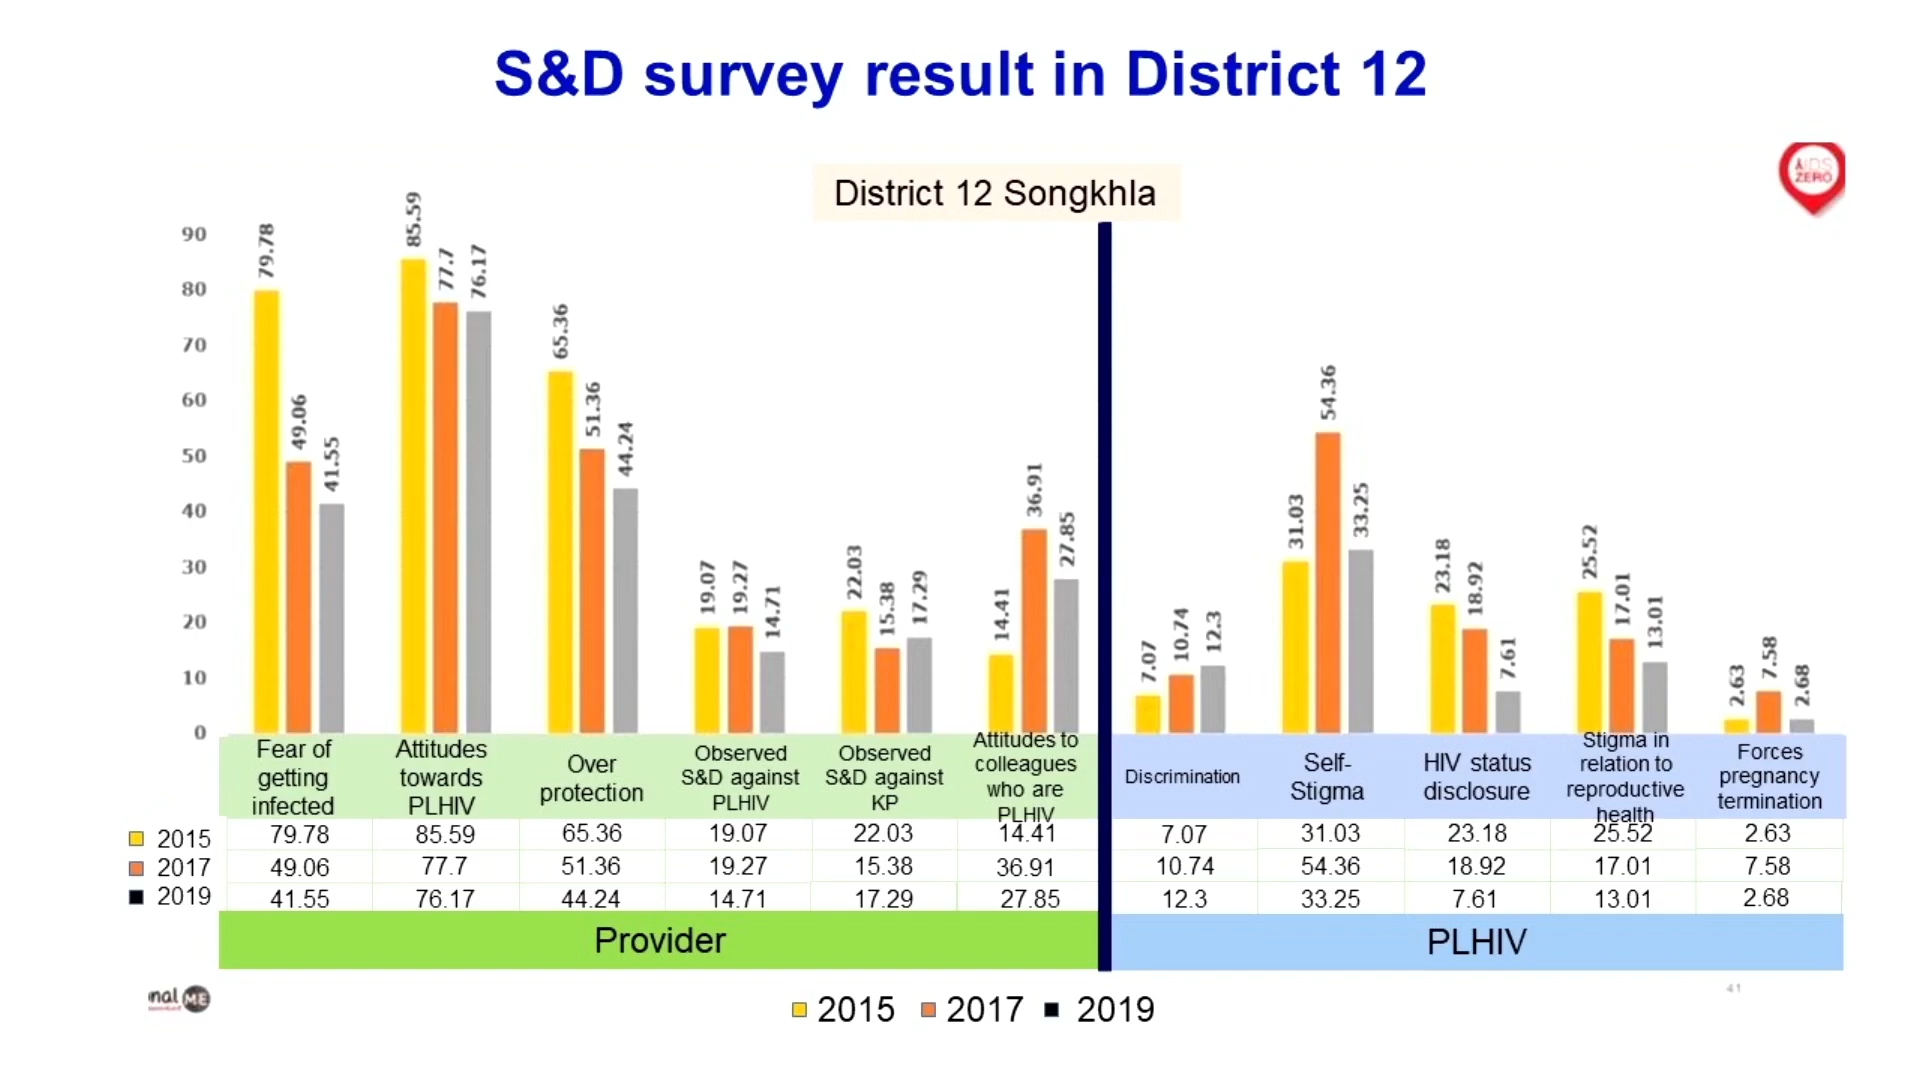 S&D survey result in District 12
District 12 Songkhla
AIDS
ZERO
90
80
70
60
50
40
30
20
10
0
79.78
49.06
41.55
85.59
77.7
76.17
65.36
51.36
44.24
19.07
19.27
14.71
22.03
15.38
17.29
14.41
36.91
27.85
7.07
10.74
12.3
31.03
54.36
33.25
23.18
18.92
7.61
25.52
17.01
13.01
2.63
7.58
2.68
Fear of
getting
infected
Attitudes
towards
PLHIV
Over
protection
Observed
S&D against
PLHIV
Observed
S&D against
KP
Attitudes to
colleagues
who are
PLHIV
Discrimination
Self-
Stigma
HIV status
disclosure
Stigma in
relation to
reproductive
health
Forces
pregnancy
termination
2015 79.78 85.59 65.36 19.07 22.03 14.41 7.07 31.03 23.18 25.52 2.63
2017 49.06 77.7 51.36 19.27 15.38 36.91 10.74 54.36 18.92 17.01 7.58
2019 41.55 76.17 44.24 14.71 17.29 27.85 12.3 33.25 7.61 13.01 2.68
Provider
PLHIV
nal ME
41
2015 2017 2019